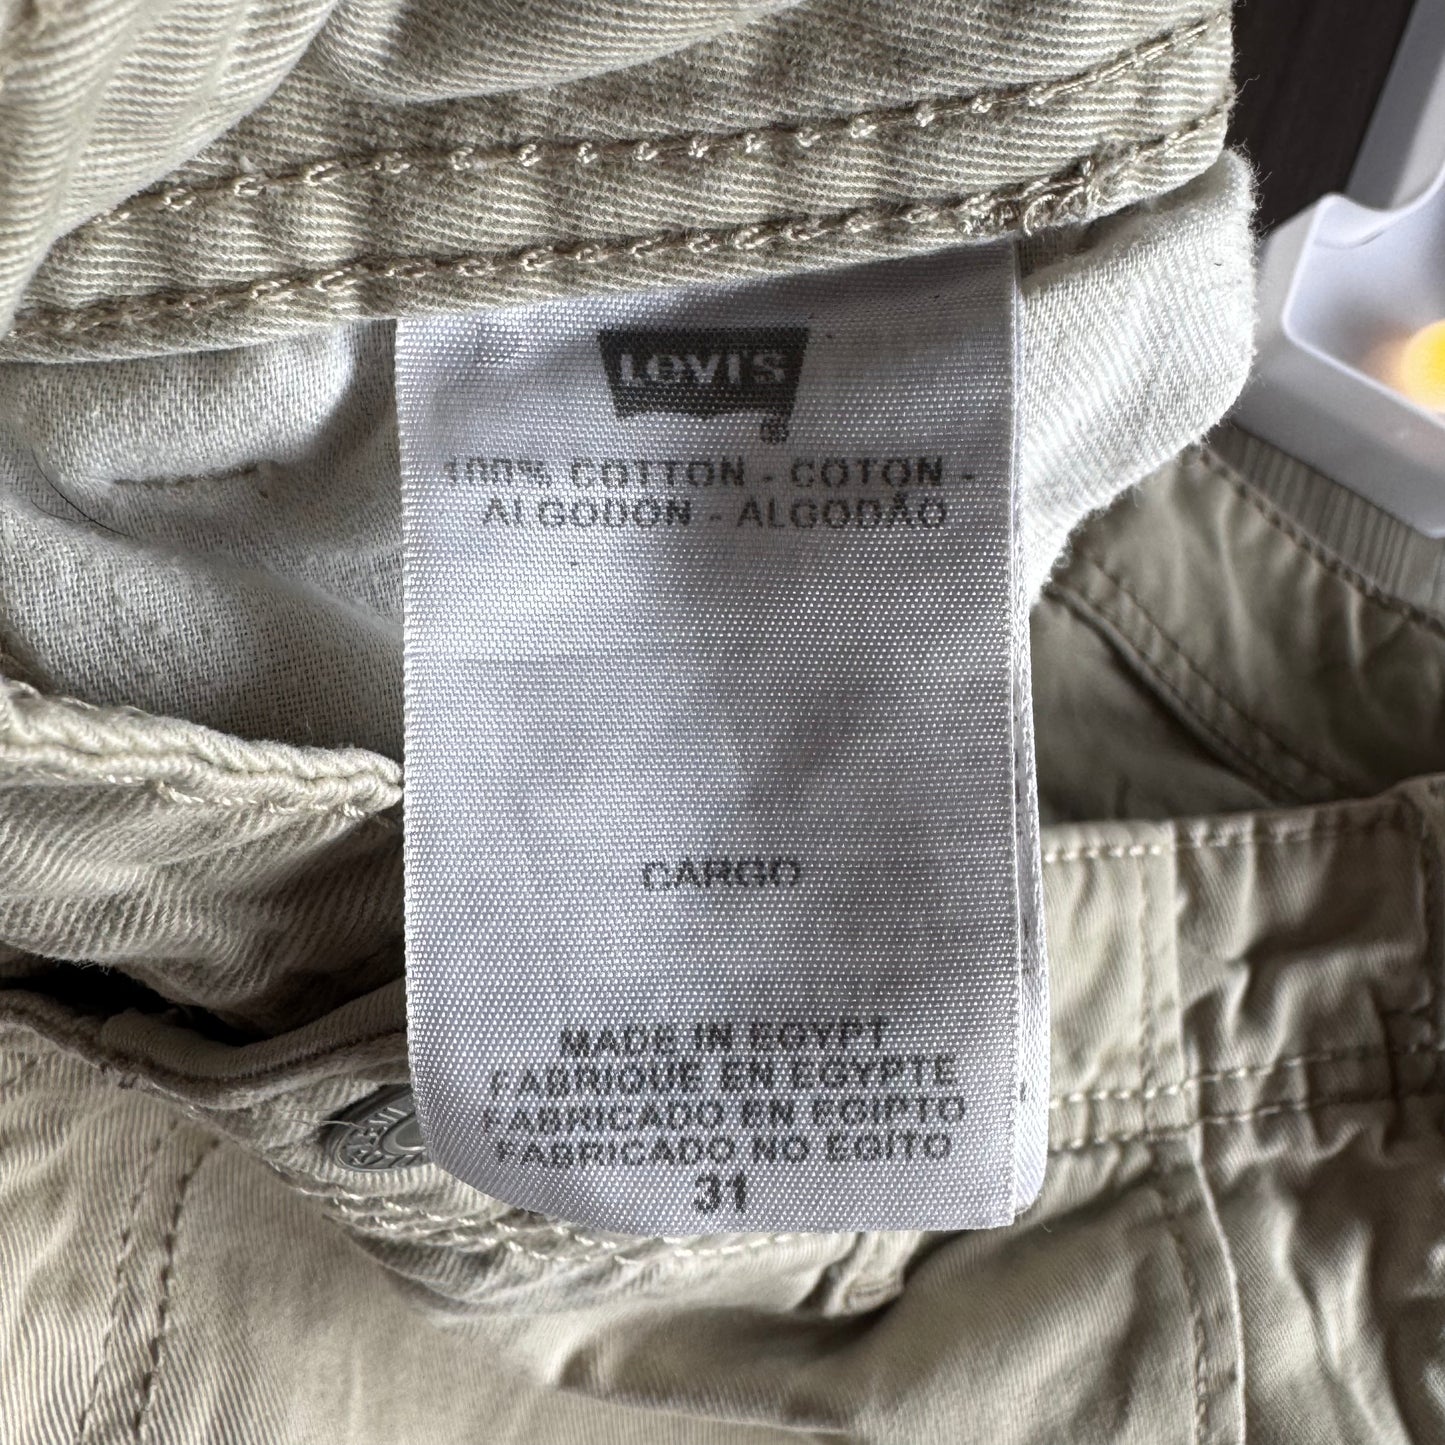 LEVI'S
®
100% COTTON - COTON -
ALGODON - ALGODÃO
CARGO
MADE IN EGYPT
FABRIQUE EN EGYPTE
FABRICADO EN EGIPTO
FABRICADO NO EGÍTO
31